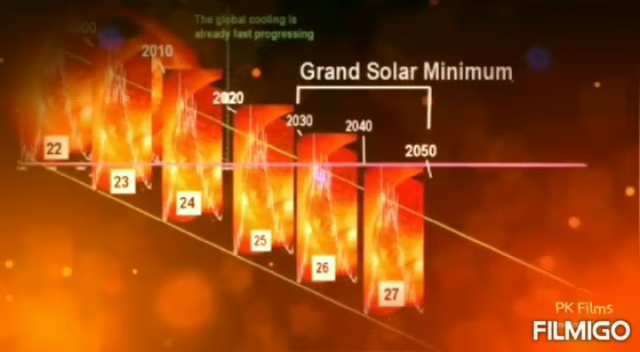 The global cooling is
already fast progressing
2010
Grand Solar Minimum
2020
2030
2040
2050
22
23
24
25
26
27
PK Films
FILMIGO